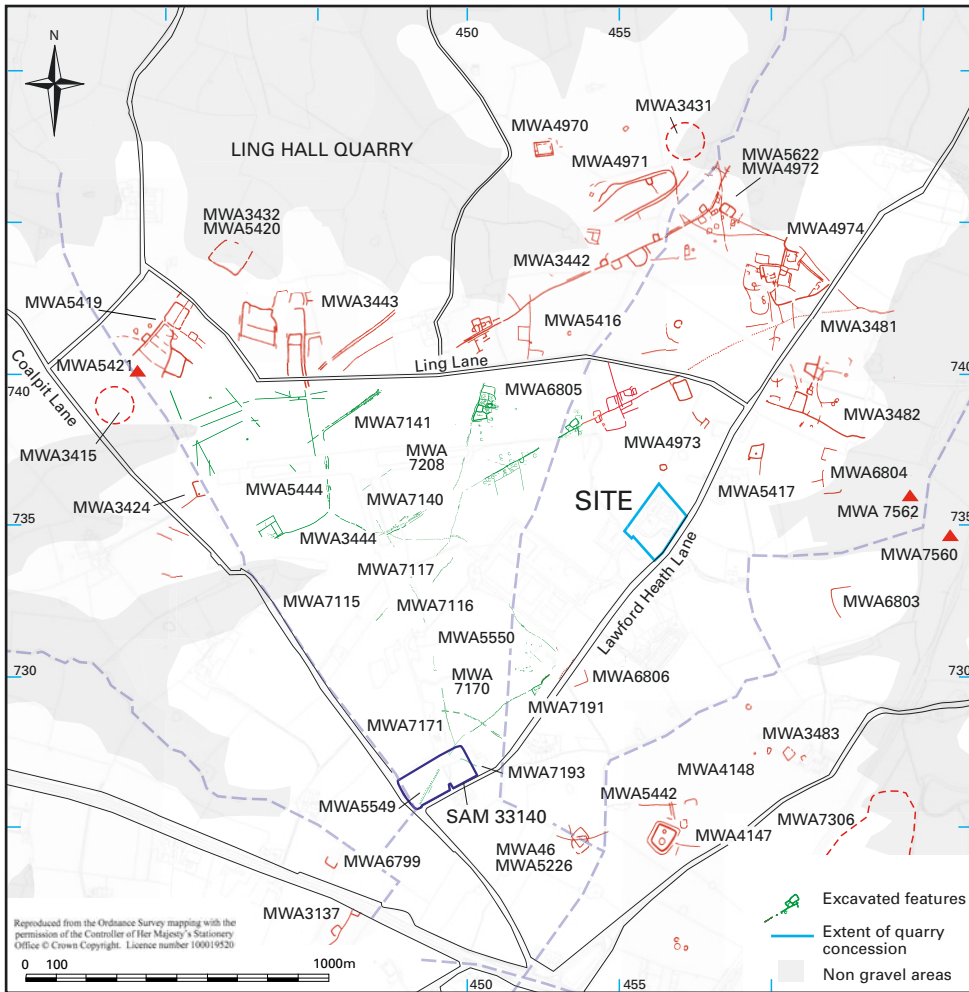 450
455
N
MWA3431
MWA4970
LING HALL QUARRY
MWA4971
MWA5622
MWA4972
MWA3432
MWA5420
MWA4974
MWA3442
MWA5419
MWA3443
MWA5416
MWA3481
Coalpit Lane
MWA5421
Ling Lane
740
740
MWA6805
MWA7141
MWA3482
MWA3415
MWA
7208
MWA4973
MWA6804
MWA5444
MWA5417
MWA3424
MWA7140
SITE
MWA 7562
735
735
MWA3444
MWA7560
MWA7117
Lawford Heath Lane
MWA7115
MWA7116
MWA6803
MWA5550
730
MWA
7170
MWA6806
730
MWA7191
MWA7171
MWA3483
MWA7193
MWA4148
MWA5549
SAM 33140
MWA5442
MWA7306
MWA4147
MWA46
MWA5226
MWA6799
MWA3137
Excavated features
Reproduced from the Ordnance Survey mapping with the
permission of the Controller of Her Majesty's Stationery
Office © Crown Copyright. Licence number 100019520
Extent of quarry
concession
0 100 1000m
Non gravel areas
450
455